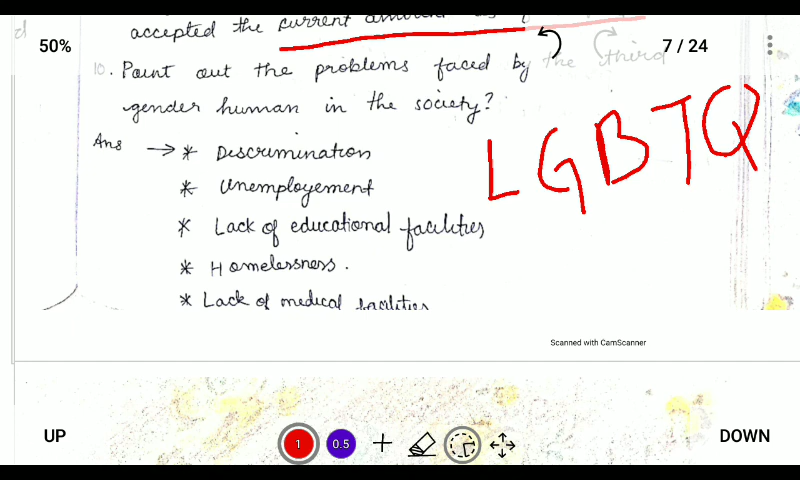 accepted the current
50%
7 / 24
10. Point out the problems faced by the third
gender human in the society?
LGBTQ
Ans → * Discrimination
* Unemployement
* Lack of educational facilities
* Homelessness.
* Lack of medical facilities
Scanned with CamScanner
UP
1
0.5
DOWN